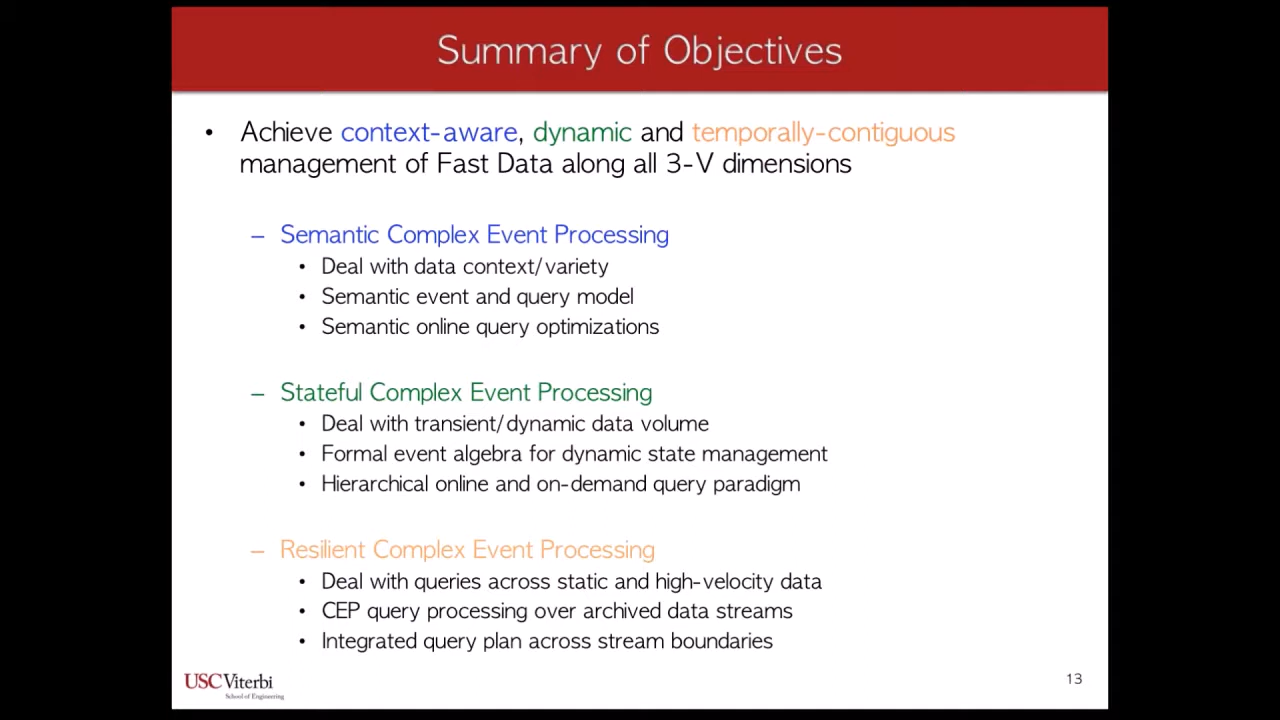 Summary of Objectives
• Achieve context-aware, dynamic and temporally-contiguous
management of Fast Data along all 3-V dimensions
– Semantic Complex Event Processing
• Deal with data context/variety
• Semantic event and query model
• Semantic online query optimizations
– Stateful Complex Event Processing
• Deal with transient/dynamic data volume
• Formal event algebra for dynamic state management
• Hierarchical online and on-demand query paradigm
– Resilient Complex Event Processing
• Deal with queries across static and high-velocity data
• CEP query processing over archived data streams
• Integrated query plan across stream boundaries
USC Viterbi
School of Engineering
13